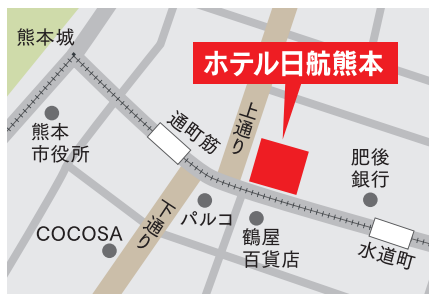 熊本城
ホテル日航熊本
熊本
市役所
通町筋
上通り
肥後
銀行
下通り
パルコ
鶴屋
百貨店
水道町
COCOSA